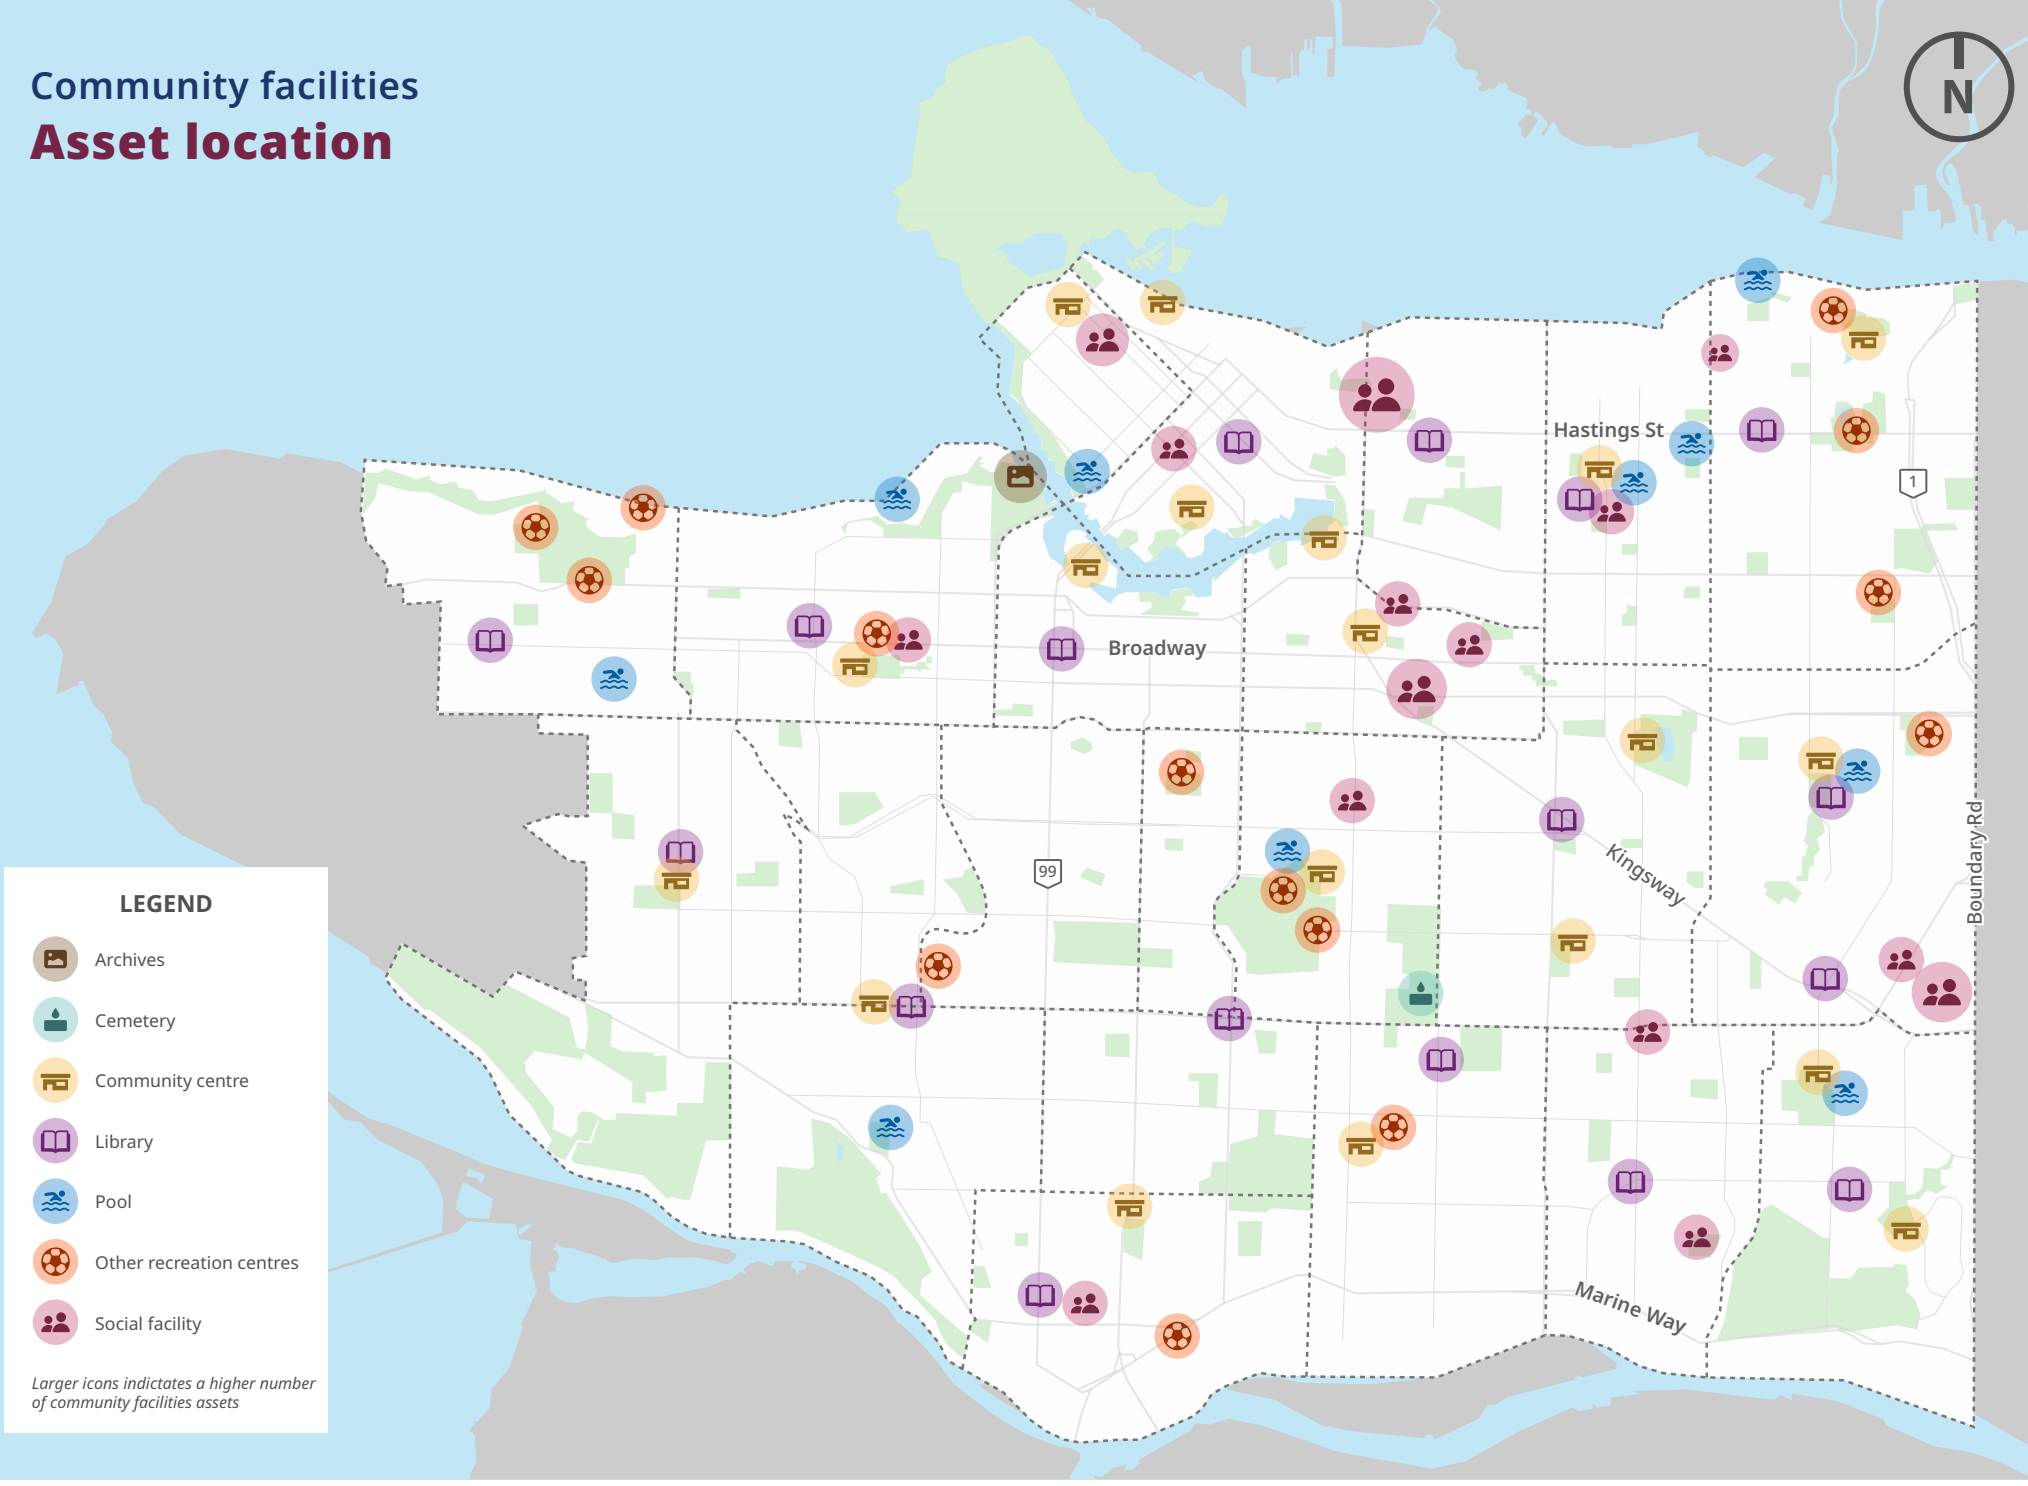 Community facilities
Asset location
N
Hastings St
1
Broadway
99
Kingsway
Boundary Rd
Marine Way
LEGEND
Archives
Cemetery
Community centre
Library
Pool
Other recreation centres
Social facility
Larger icons indictates a higher number
of community facilities assets